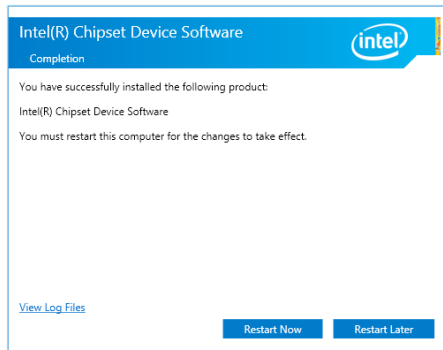 Intel(R) Chipset Device Software
(intel)
Completion
You have successfully installed the following product:
Intel(R) Chipset Device Software
You must restart this computer for the changes to take effect.
View Log Files
Restart Now
Restart Later